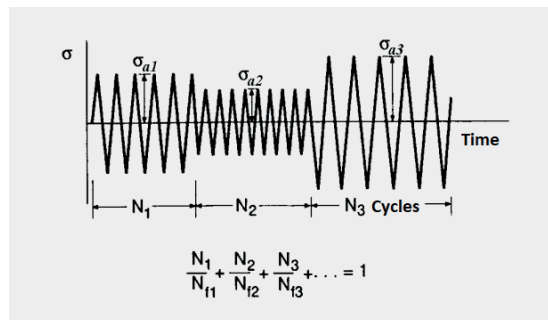 σ
σa1
σa2
σa3
Time
N1
N2
N3 Cycles
N1/Nf1 + N2/Nf2 + N3/Nf3 + . . . = 1